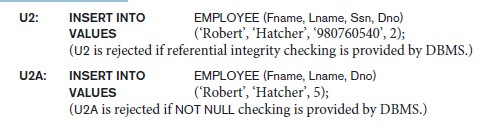 U2: INSERT INTO EMPLOYEE (Fname, Lname, Ssn, Dno)
VALUES (‘Robert’, ‘Hatcher’, ‘980760540’, 2);
(U2 is rejected if referential integrity checking is provided by DBMS.)
U2A: INSERT INTO EMPLOYEE (Fname, Lname, Dno)
VALUES (‘Robert’, ‘Hatcher’, 5);
(U2A is rejected if NOT NULL checking is provided by DBMS.)